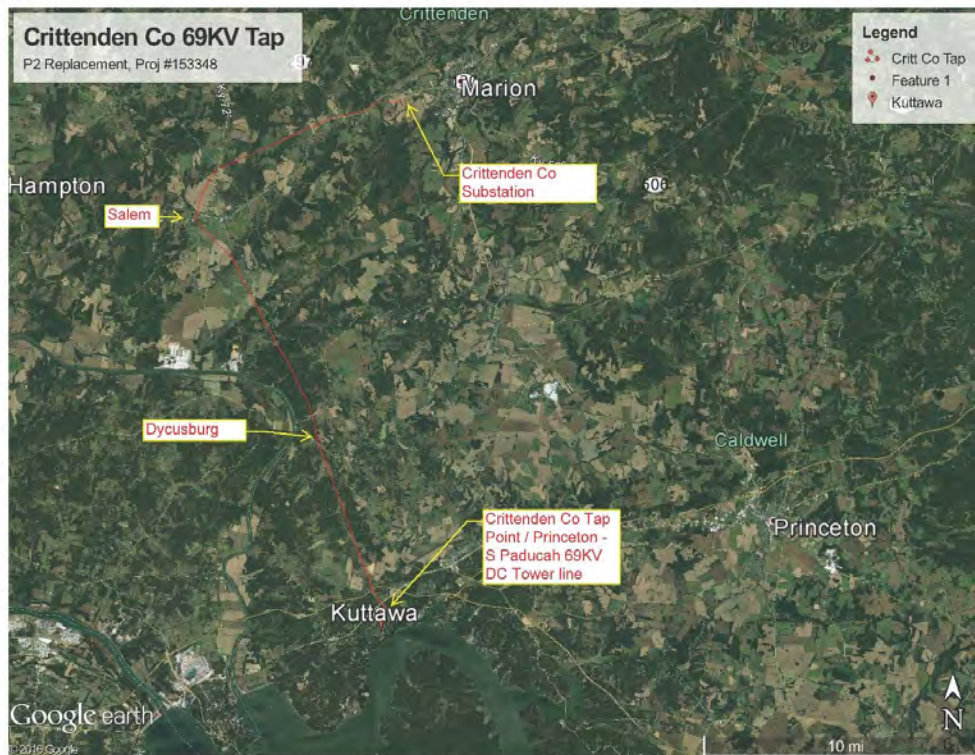 Crittenden Co 69KV Tap
P2 Replacement, Proj #153348
Crittenden
Legend
Critt Co Tap
Feature 1
Kuttawa
Marion
Crittenden Co
Substation
506
Hampton
Salem
Dycusburg
Caldwell
Crittenden Co Tap
Point / Princeton -
S Paducah 69KV
DC Tower line
Princeton
Kuttawa
Google earth
© 2016 Google
10 mi
N